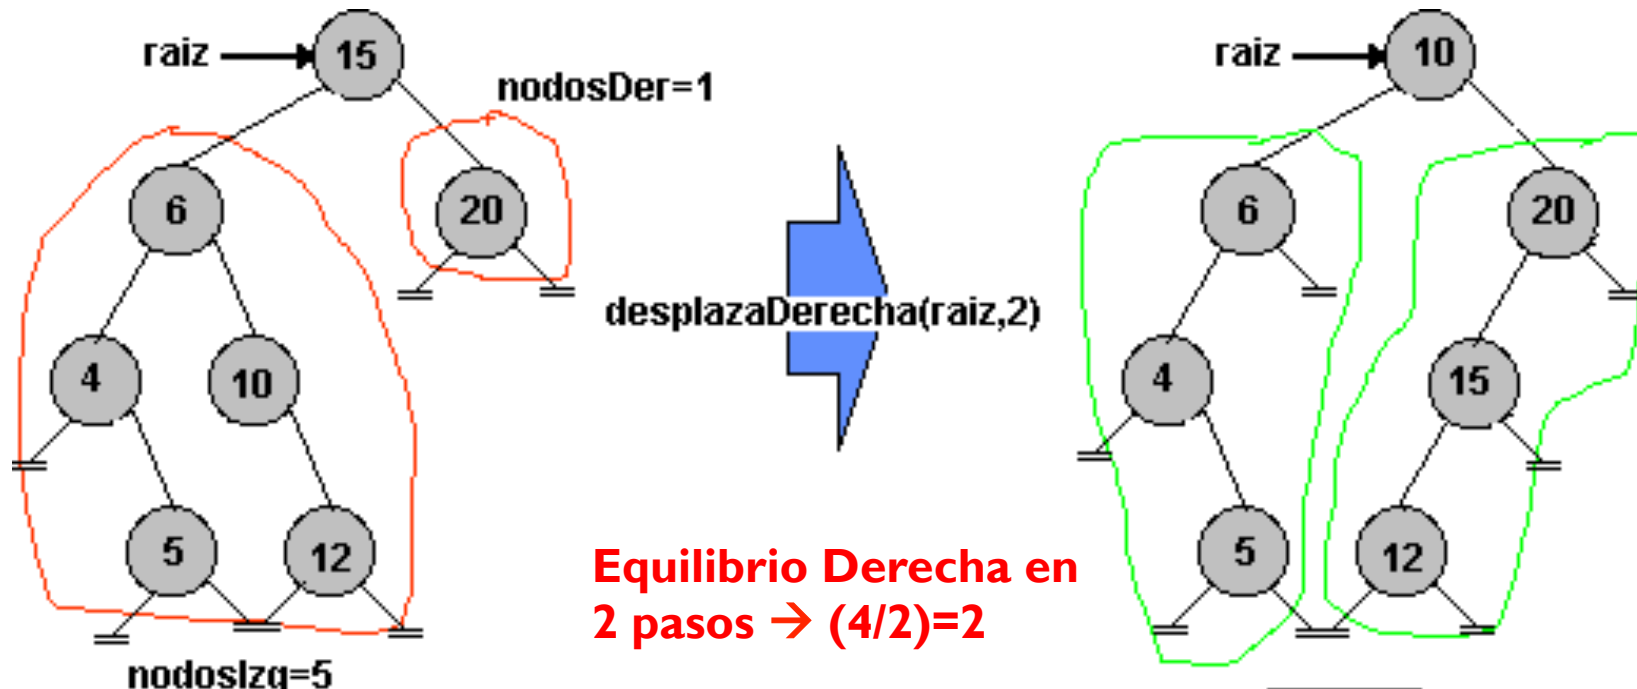 raiz
15
nodosDer=1
6
20
4
10
5
12
nodosIzq=5
desplazaDerecha(raiz,2)
Equilibrio Derecha en
2 pasos → (4/2)=2
raiz
10
6
20
4
15
5
12